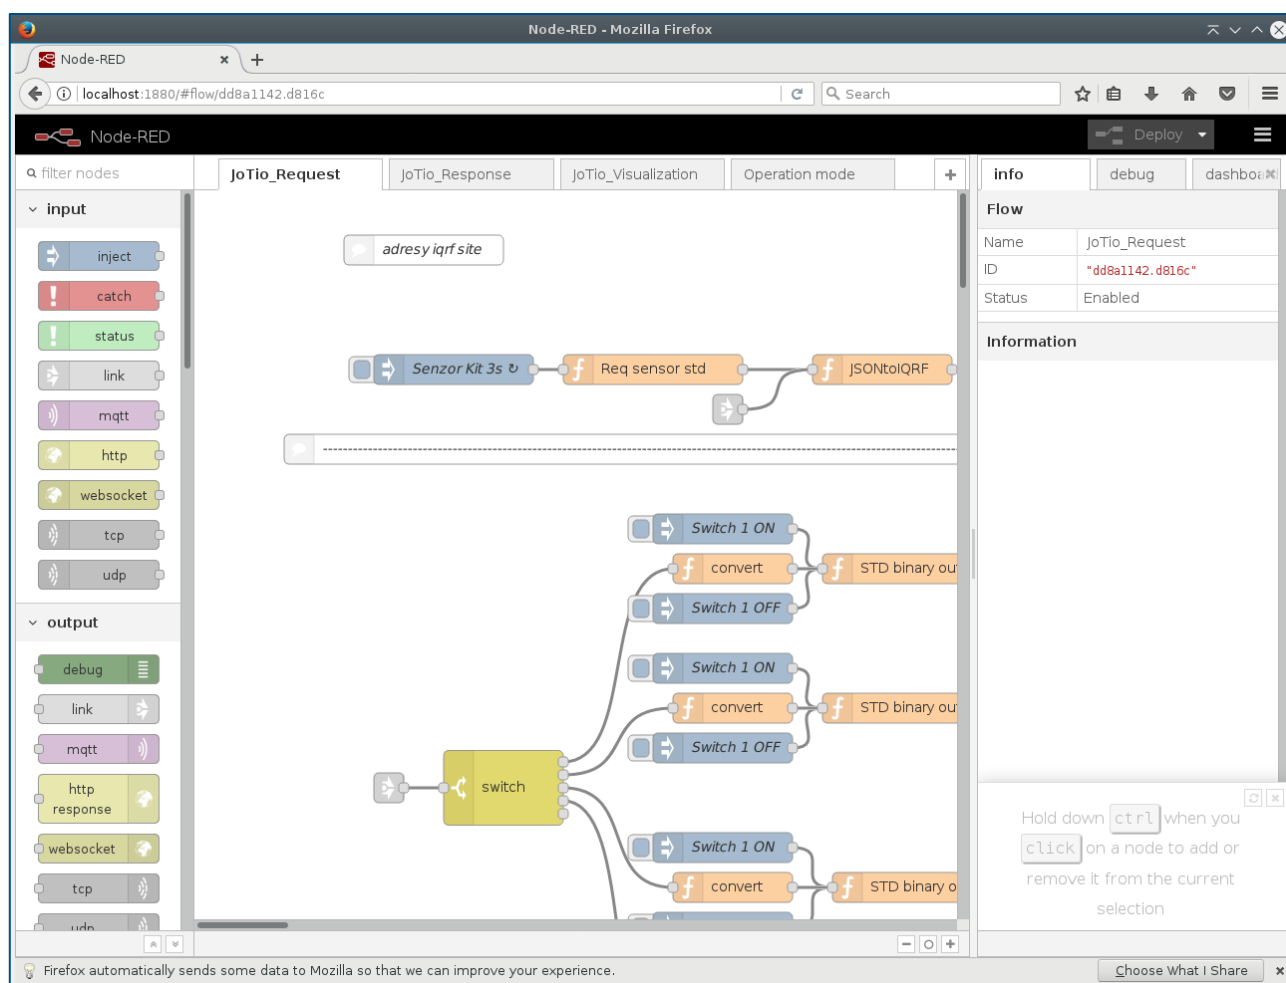 Node-RED - Mozilla Firefox
Node-RED
localhost:1880/#flow/dd8a1142.d816c
Search
Node-RED
Deploy
filter nodes
JoTio_Request
JoTio_Response
JoTio_Visualization
Operation mode
info
debug
dashboa
input
inject
catch
status
link
mqtt
http
websocket
tcp
udp
output
debug
link
mqtt
http
response
websocket
tcp
udp
adresy iqrf site
Senzor Kit 3s ↻
Req sensor std
JSONtoIQRF
Switch 1 ON
convert
STD binary ou
Switch 1 OFF
Switch 1 ON
convert
STD binary ou
Switch 1 OFF
switch
Switch 1 ON
convert
STD binary o
Flow
Name JoTio_Request
ID "dd8a1142.d816c"
Status Enabled
Information
Hold down ctrl when you
click on a node to add or
remove it from the current
selection
Firefox automatically sends some data to Mozilla so that we can improve your experience.
Choose What I Share